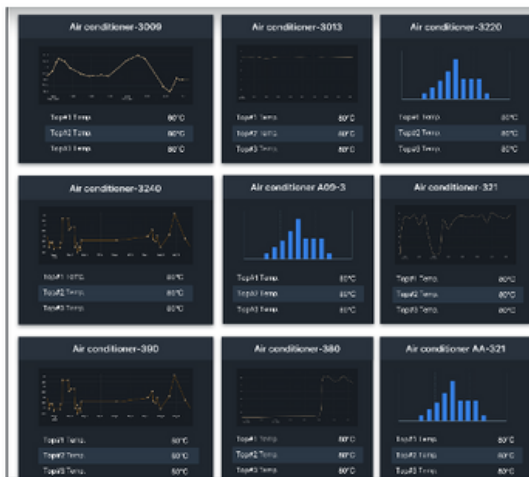 Air conditioner-3009
Air conditioner-3013
Air conditioner-3220
Top#1 Temp. 80°C
Top#1 Temp. 80°C
Top#1 Temp. 80°C
Top#2 Temp. 80°C
Top#2 Temp. 80°C
Top#2 Temp. 80°C
Top#3 Temp. 80°C
Top#3 Temp. 80°C
Top#3 Temp. 80°C
Air conditioner-3240
Air conditioner A09-3
Air conditioner-321
Top#1 Temp. 80°C
Top#1 Temp. 80°C
Top#1 Temp. 80°C
Top#2 Temp. 80°C
Top#2 Temp. 80°C
Top#2 Temp. 80°C
Top#3 Temp. 80°C
Top#3 Temp. 80°C
Top#3 Temp. 80°C
Air conditioner-390
Air conditioner-380
Air conditioner AA-321
Top#1 Temp. 80°C
Top#1 Temp. 80°C
Top#1 Temp. 80°C
Top#2 Temp. 80°C
Top#2 Temp. 80°C
Top#2 Temp. 80°C
Top#3 Temp. 80°C
Top#3 Temp. 80°C
Top#3 Temp. 80°C